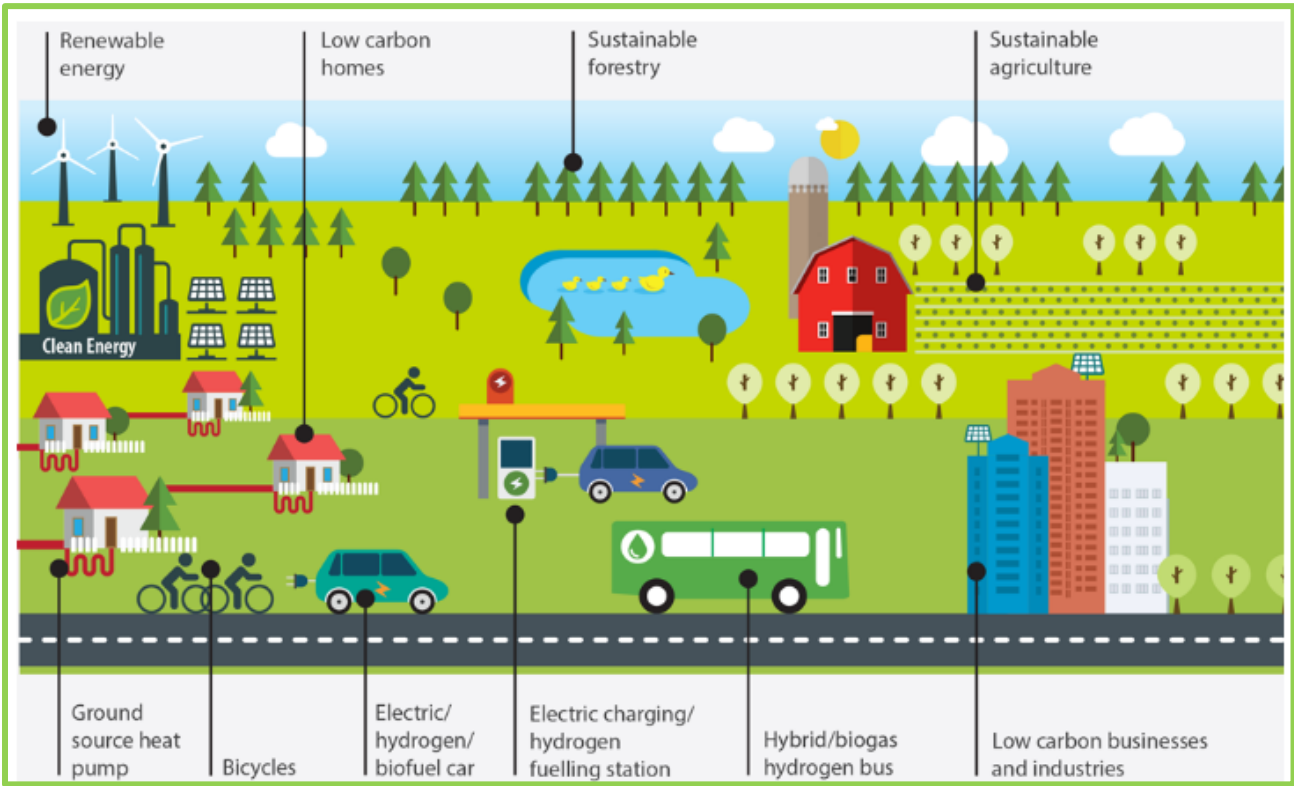 Renewable
energy
Low carbon
homes
Sustainable
forestry
Sustainable
agriculture
Clean Energy
Ground
source heat
pump
Bicycles
Electric/
hydrogen/
biofuel car
Electric charging/
hydrogen
fuelling station
Hybrid/biogas
hydrogen bus
Low carbon businesses
and industries